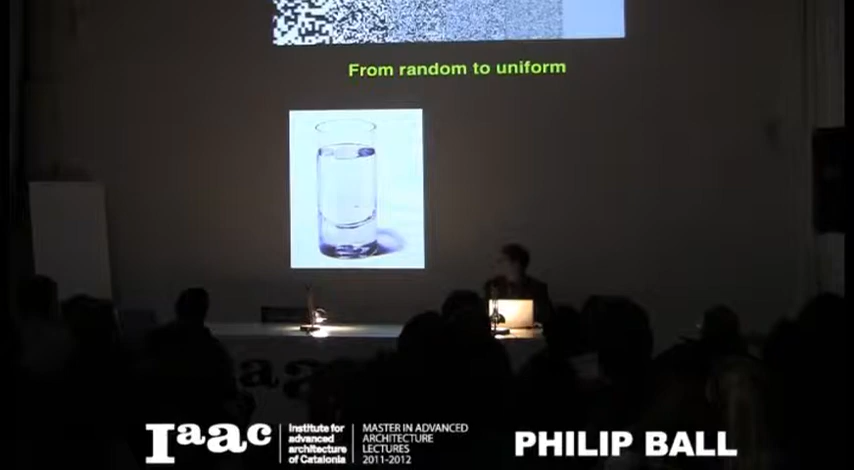 From random to uniform
Iaac
Iaac
Institute for
advanced
architecture
of Catalonia
MASTER IN ADVANCED
ARCHITECTURE
LECTURES
2011-2012
PHILIP BALL